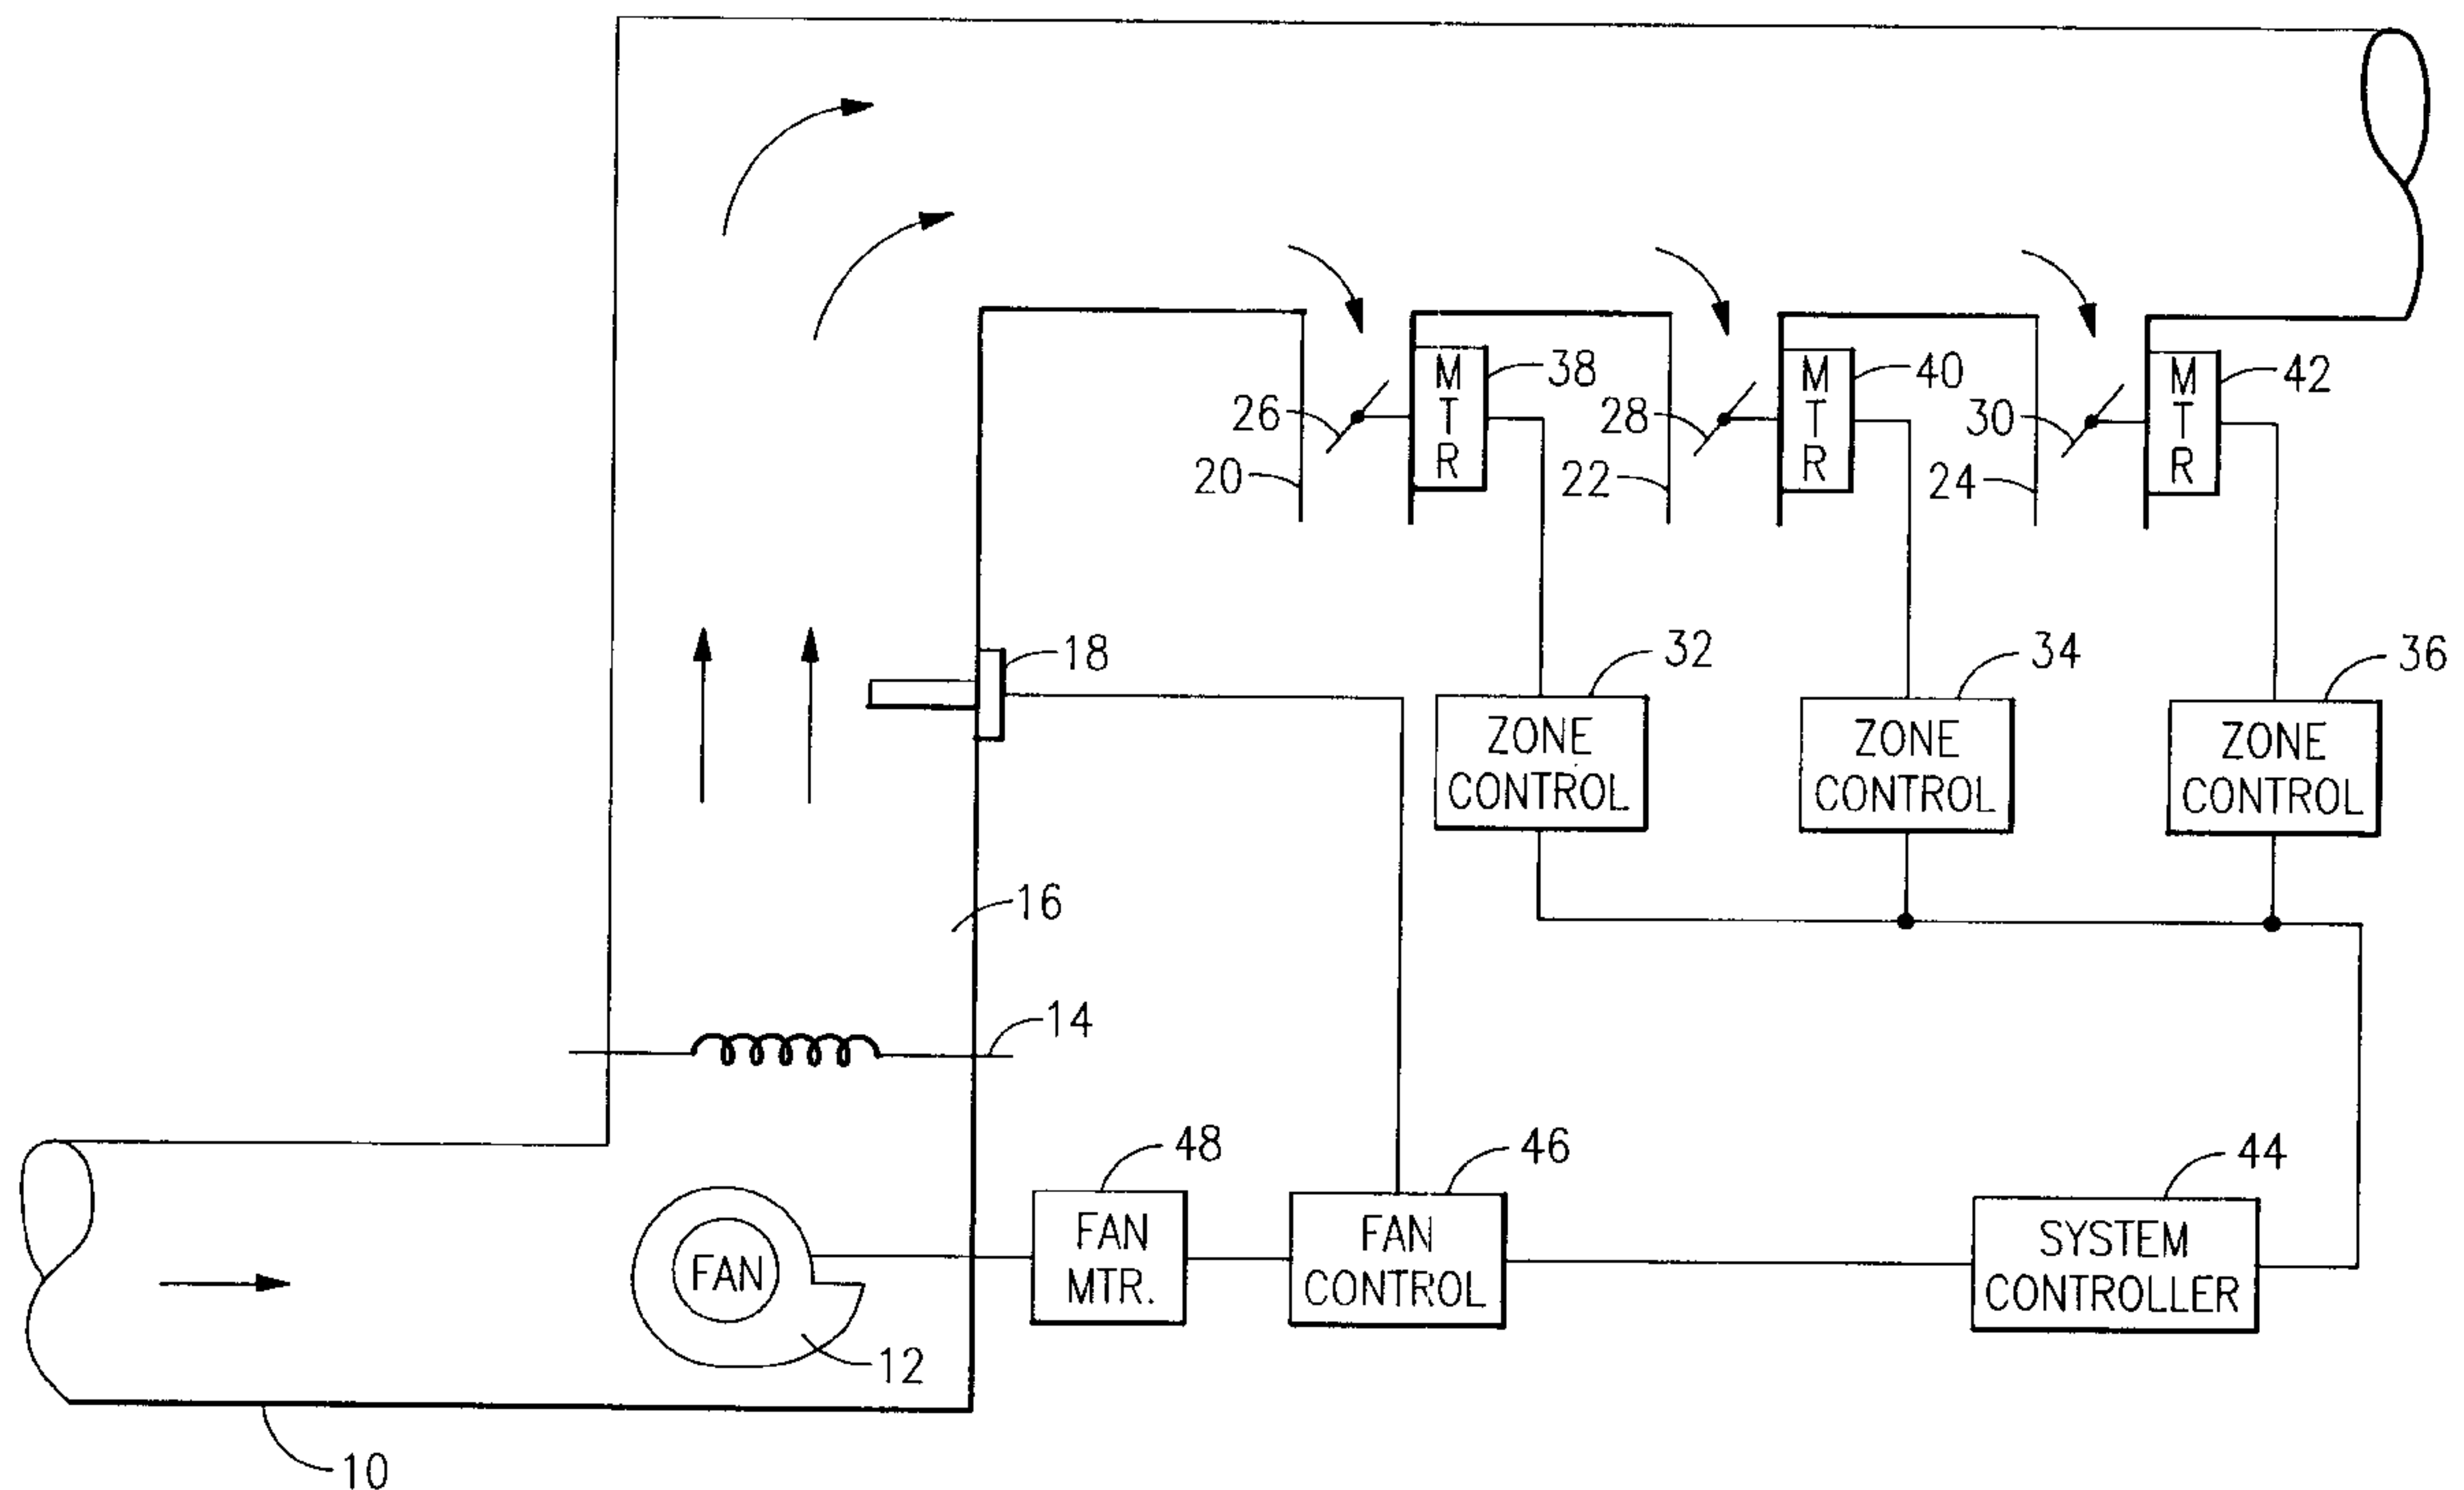 38
40
42
M
T
R
M
T
R
M
T
R
26
28
30
20
22
24
18
32
34
36
ZONE
CONTROL
ZONE
CONTROL
ZONE
CONTROL
16
14
48
46
44
FAN
FAN
MTR.
FAN
CONTROL
SYSTEM
CONTROLLER
12
10